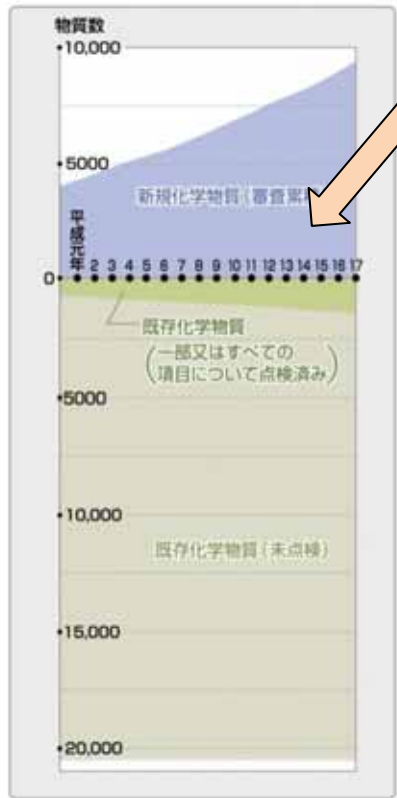 物質数
10,000
5000
新規化学物質(審査累
平成元年 2 3 4 5 6 7 8 9 10 11 12 13 14 15 16 17
0
既存化学物質
(一部又はすべての
項目について点検済み)
5000
10,000
既存化学物質(未点検)
15,000
20,000